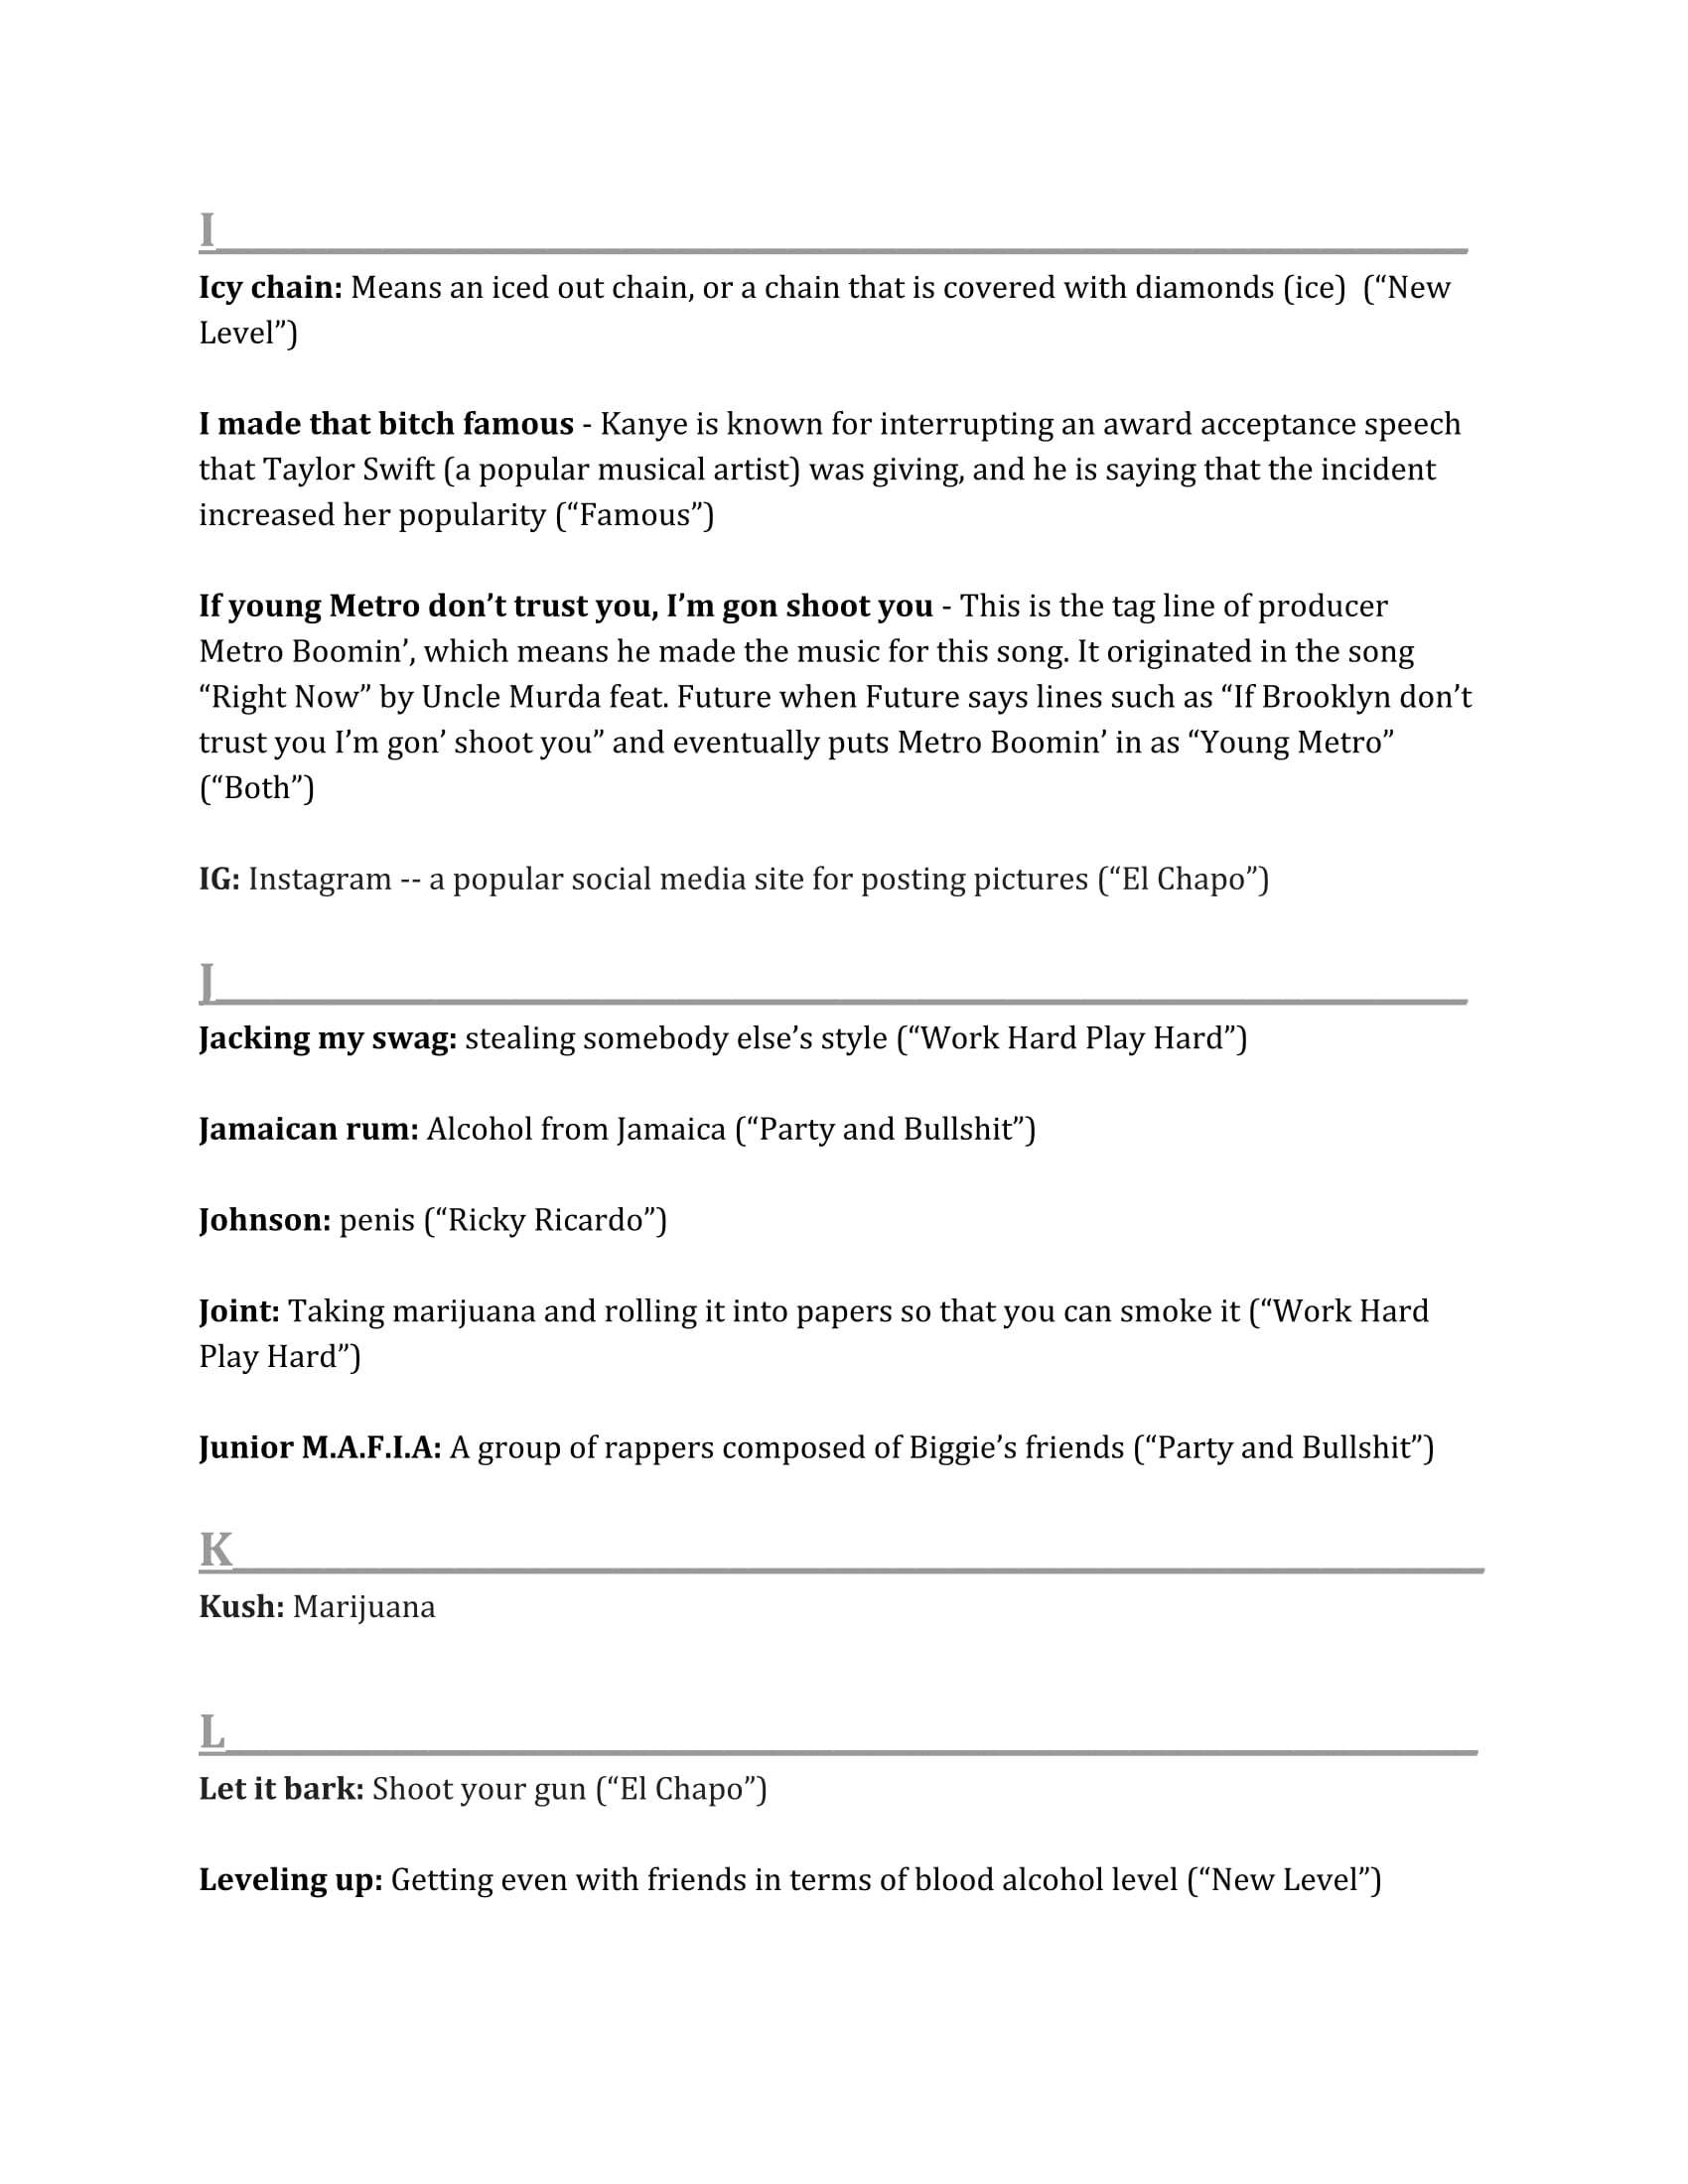 I
Icy chain: Means an iced out chain, or a chain that is covered with diamonds (ice)  (“New
Level”)
I made that bitch famous - Kanye is known for interrupting an award acceptance speech
that Taylor Swift (a popular musical artist) was giving, and he is saying that the incident
increased her popularity (“Famous”)
If young Metro don’t trust you, I’m gon shoot you - This is the tag line of producer
Metro Boomin’, which means he made the music for this song. It originated in the song
“Right Now” by Uncle Murda feat. Future when Future says lines such as “If Brooklyn don’t
trust you I’m gon’ shoot you” and eventually puts Metro Boomin’ in as “Young Metro”
(“Both”)
IG: Instagram -- a popular social media site for posting pictures (“El Chapo”)
J
Jacking my swag: stealing somebody else’s style (“Work Hard Play Hard”)
Jamaican rum: Alcohol from Jamaica (“Party and Bullshit”)
Johnson: penis (“Ricky Ricardo”)
Joint: Taking marijuana and rolling it into papers so that you can smoke it (“Work Hard
Play Hard”)
Junior M.A.F.I.A: A group of rappers composed of Biggie’s friends (“Party and Bullshit”)
K
Kush: Marijuana
L
Let it bark: Shoot your gun (“El Chapo”)
Leveling up: Getting even with friends in terms of blood alcohol level (“New Level”)